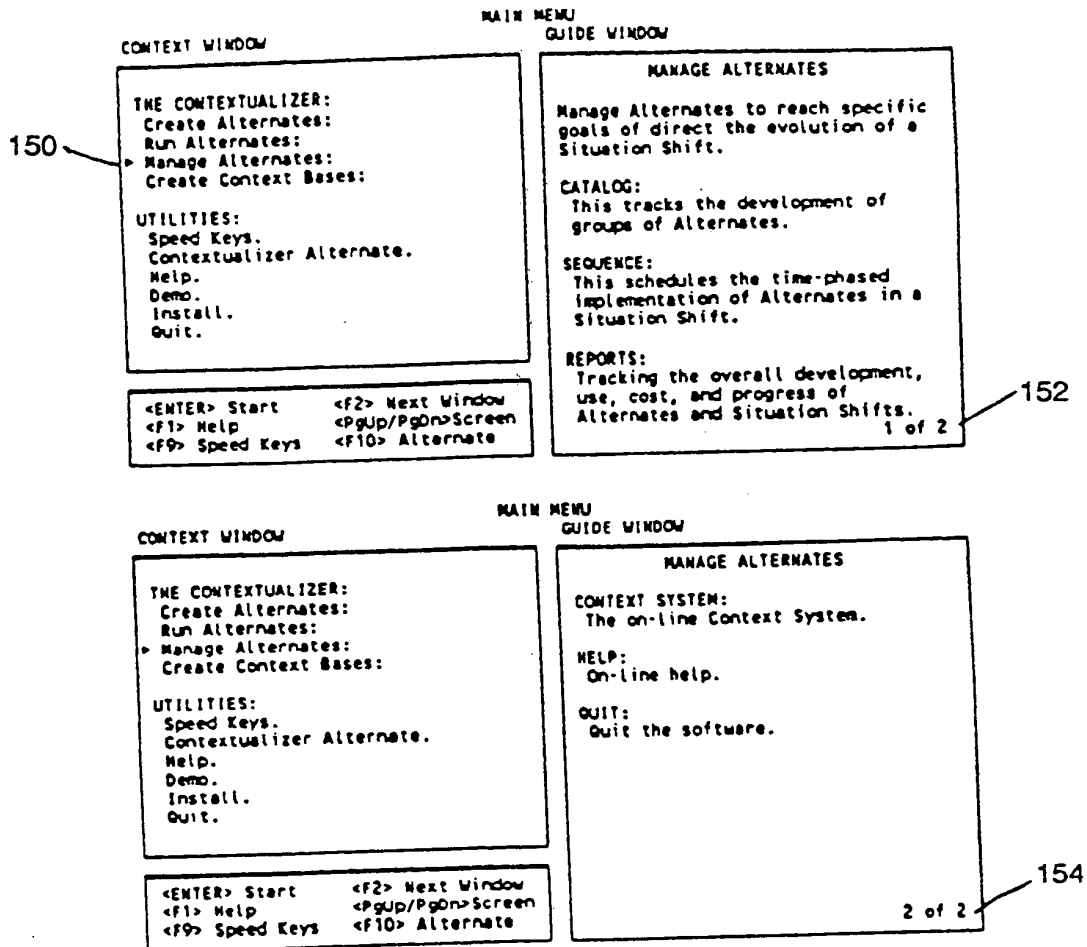 MAIN MENU
CONTEXT WINDOW
THE CONTEXTUALIZER:
Create Alternates:
Run Alternates:
▸ Manage Alternates:
Create Context Bases:
UTILITIES:
Speed Keys.
Contextualizer Alternate.
Help.
Demo.
Install.
Quit.
<ENTER> Start <F2> Next Window
<F1> Help <PgUp/PgDn>Screen
<F9> Speed Keys <F10> Alternate
150
GUIDE WINDOW
MANAGE ALTERNATES
Manage Alternates to reach specific
goals of direct the evolution of a
Situation Shift.
CATALOG:
This tracks the development of
groups of Alternates.
SEQUENCE:
This schedules the time-phased
implementation of Alternates in a
Situation Shift.
REPORTS:
Tracking the overall development,
use, cost, and progress of
Alternates and Situation Shifts.
1 of 2
152
MAIN MENU
CONTEXT WINDOW
THE CONTEXTUALIZER:
Create Alternates:
Run Alternates:
▸ Manage Alternates:
Create Context Bases:
UTILITIES:
Speed Keys.
Contextualizer Alternate.
Help.
Demo.
Install.
Quit.
<ENTER> Start <F2> Next Window
<F1> Help <PgUp/PgDn>Screen
<F9> Speed Keys <F10> Alternate
GUIDE WINDOW
MANAGE ALTERNATES
CONTEXT SYSTEM:
The on-line Context System.
HELP:
On-line help.
QUIT:
Quit the software.
2 of 2
154